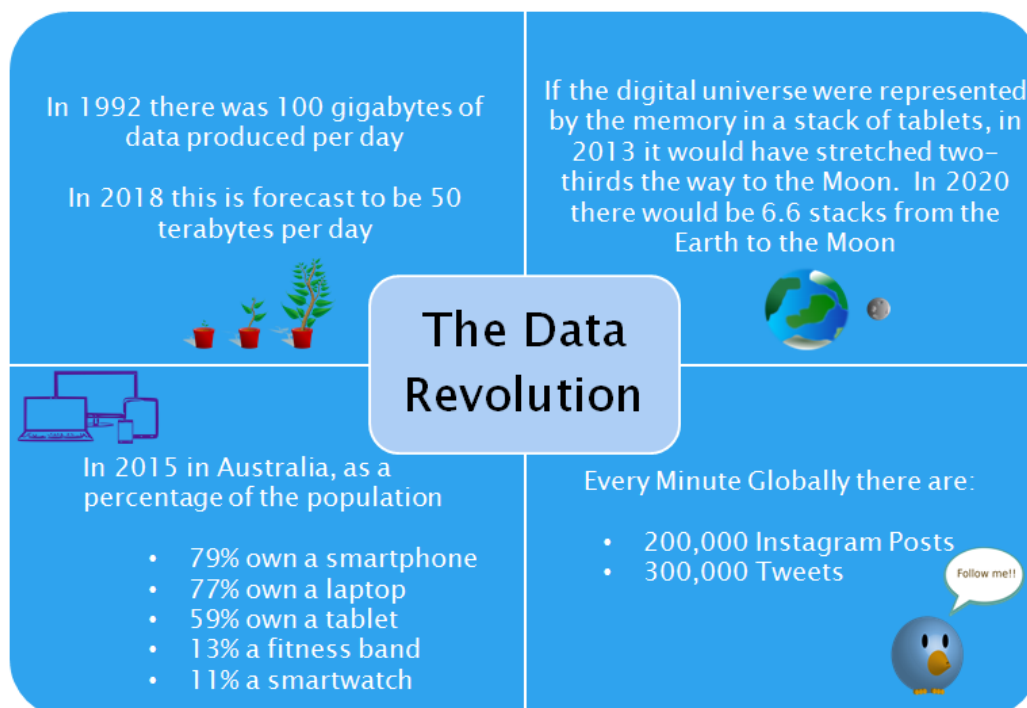 In 1992 there was 100 gigabytes of
data produced per day
In 2018 this is forecast to be 50
terabytes per day
If the digital universe were represented
by the memory in a stack of tablets, in
2013 it would have stretched two-
thirds the way to the Moon.  In 2020
there would be 6.6 stacks from the
Earth to the Moon
The Data
Revolution
In 2015 in Australia, as a
percentage of the population
• 79% own a smartphone
• 77% own a laptop
• 59% own a tablet
• 13% a fitness band
• 11% a smartwatch
Every Minute Globally there are:
• 200,000 Instagram Posts
• 300,000 Tweets
Follow me!!